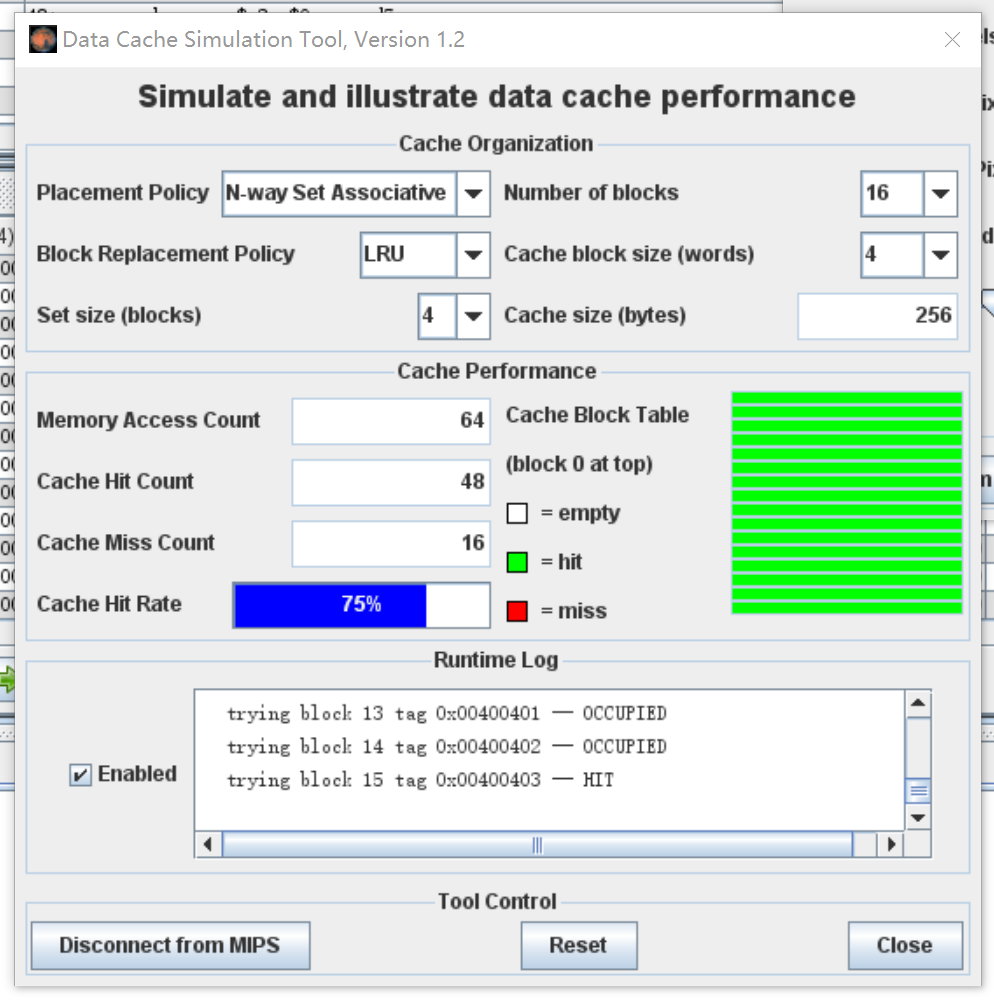 Data Cache Simulation Tool, Version 1.2
Simulate and illustrate data cache performance
Cache Organization
Placement Policy N-way Set Associative Number of blocks 16
Block Replacement Policy LRU Cache block size (words) 4
Set size (blocks) 4 Cache size (bytes) 256
Cache Performance
Memory Access Count 64 Cache Block Table
(block 0 at top)
Cache Hit Count 48
= empty
Cache Miss Count 16
= hit
Cache Hit Rate 75%
= miss
Runtime Log
trying block 13 tag 0x00400401 — OCCUPIED
trying block 14 tag 0x00400402 — OCCUPIED
Enabled
trying block 15 tag 0x00400403 — HIT
Tool Control
Disconnect from MIPS Reset Close